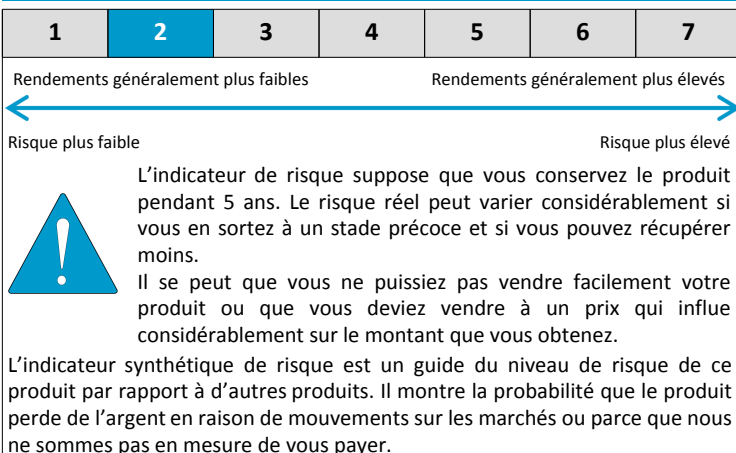 1 2 3 4 5 6 7
Rendements généralement plus faibles Rendements généralement plus élevés
Risque plus faible Risque plus élevé
L'indicateur de risque suppose que vous conservez le produit
pendant 5 ans. Le risque réel peut varier considérablement si
vous en sortez à un stade précoce et si vous pouvez récupérer
moins.
Il se peut que vous ne puissiez pas vendre facilement votre
produit ou que vous deviez vendre à un prix qui influe
considérablement sur le montant que vous obtenez.
L'indicateur synthétique de risque est un guide du niveau de risque de ce
produit par rapport à d'autres produits. Il montre la probabilité que le produit
perde de l'argent en raison de mouvements sur les marchés ou parce que nous
ne sommes pas en mesure de vous payer.